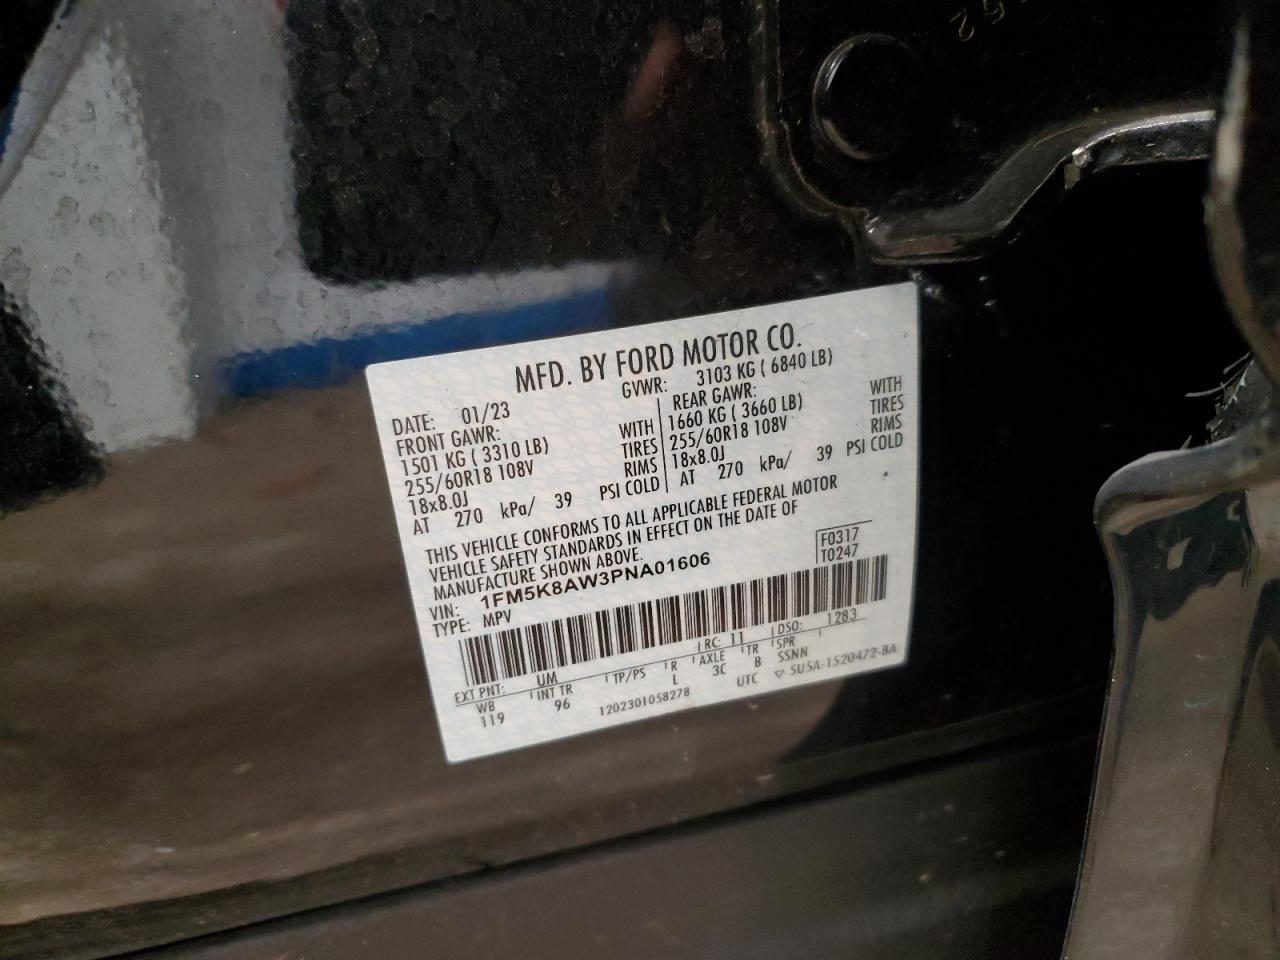 MFD. BY FORD MOTOR CO.
DATE: 01/23 GVWR: 3103 KG ( 6840 LB)
FRONT GAWR: REAR GAWR:
1501 KG ( 3310 LB) WITH 1660 KG ( 3660 LB) WITH
255/60R18 108V TIRES 255/60R18 108V TIRES
18x8.0J RIMS 18x8.0J RIMS
AT 270 kPa/ 39 PSI COLD AT 270 kPa/ 39 PSI COLD
THIS VEHICLE CONFORMS TO ALL APPLICABLE FEDERAL MOTOR
VEHICLE SAFETY STANDARDS IN EFFECT ON THE DATE OF
MANUFACTURE SHOWN ABOVE.
VIN: 1FM5K8AW3PNA01606
TYPE: MPV
F0317
T0247
EXT PNT: UM RC: 11 DSO: 1283
WB INT TR TP/PS R AXLE TR SPR
119 96 L 3C B SSNN
1202301058278 UTC ▽ 5U5A-1520472-BA